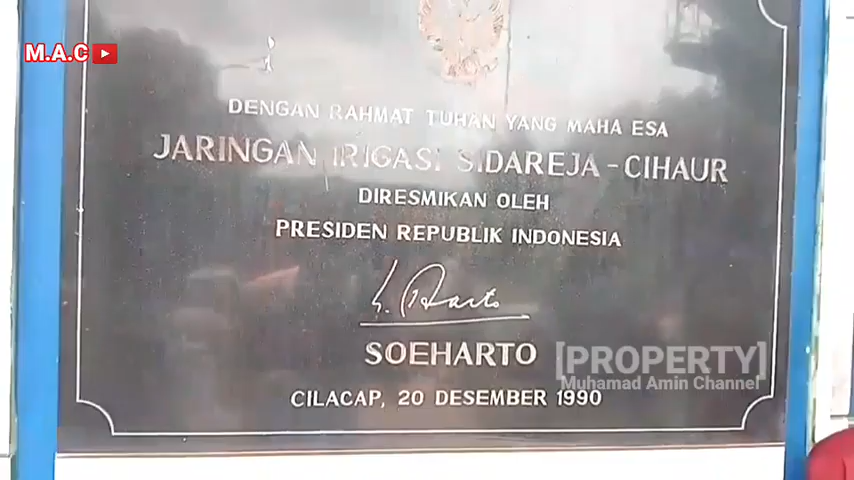 M.A.C
DENGAN RAHMAT TUHAN YANG MAHA ESA
JARINGAN IRIGASI SIDAREJA-CIHAUR
DIRESMIKAN OLEH
PRESIDEN REPUBLIK INDONESIA
SOEHARTO
CILACAP, 20 DESEMBER 1990
[PROPERTY]
Muhamad Amin Channel